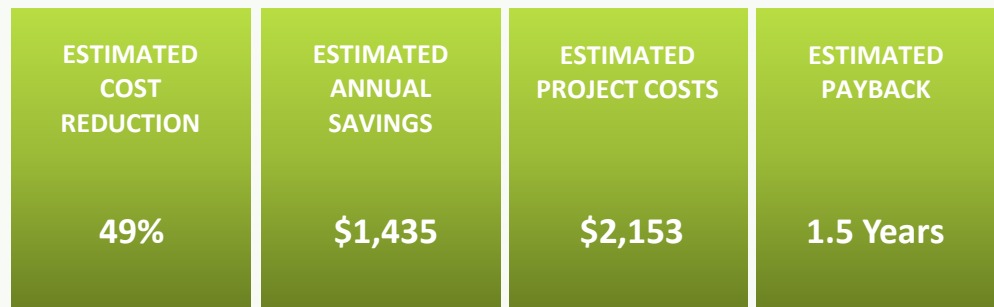 ESTIMATED
COST
REDUCTION
49%
ESTIMATED
ANNUAL
SAVINGS
$1,435
ESTIMATED
PROJECT COSTS
$2,153
ESTIMATED
PAYBACK
1.5 Years